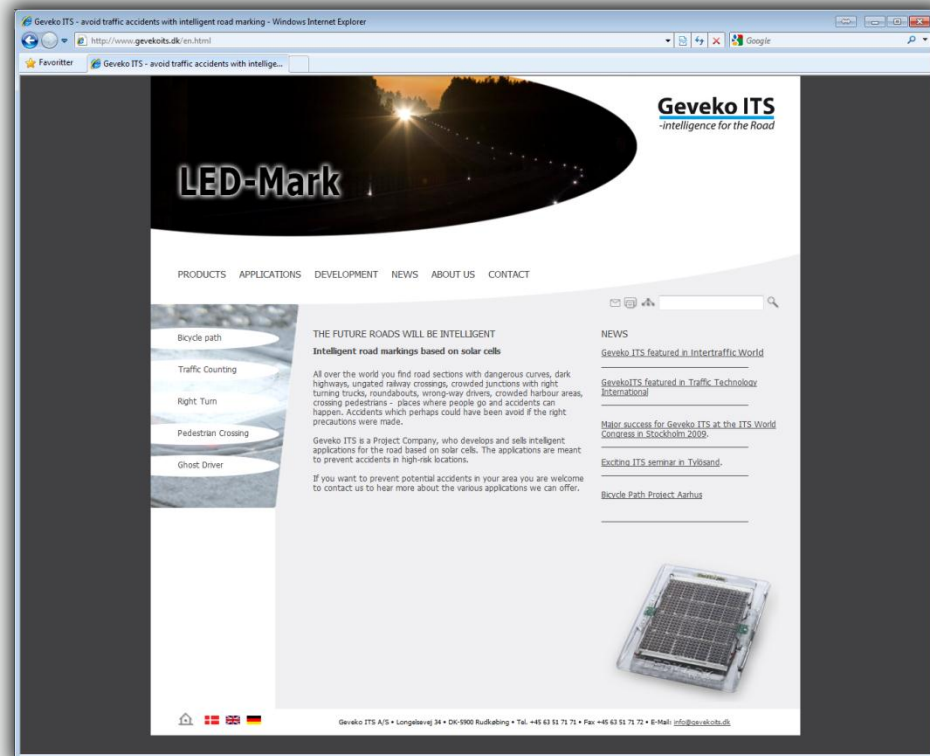 Geveko ITS - avoid traffic accidents with intelligent road marking - Windows Internet Explorer
http://www.gevekoits.dk/en.html
Google
Favoritter
Geveko ITS - avoid traffic accidents with intellige...
Geveko ITS
-intelligence for the Road
LED-Mark
PRODUCTS APPLICATIONS DEVELOPMENT NEWS ABOUT US CONTACT
Bicycle path
Traffic Counting
Right Turn
Pedestrian Crossing
Ghost Driver
THE FUTURE ROADS WILL BE INTELLIGENT
Intelligent road markings based on solar cells
All over the world you find road sections with dangerous curves, dark
highways, ungated railway crossings, crowded junctions with right
turning trucks, roundabouts, wrong-way drivers, crowded harbour areas,
crossing pedestrians - places where people go and accidents can
happen. Accidents which perhaps could have been avoid if the right
precautions were made.
Geveko ITS is a Project Company, who develops and sells intelligent
applications for the road based on solar cells. The applications are meant
to prevent accidents in high-risk locations.
If you want to prevent potential accidents in your area you are welcome
to contact us to hear more about the various applications we can offer.
NEWS
Geveko ITS featured in Intertraffic World
GevekoITS featured in Traffic Technology
International
Major success for Geveko ITS at the ITS World
Congress in Stockholm 2009.
Exciting ITS seminar in Tylösand.
Bicycle Path Project Aarhus
Geveko ITS A/S • Longelsevej 34 • DK-5900 Rudkøbing • Tel. +45 63 51 71 71 • Fax +45 63 51 71 72 • E-Mail: info@gevekoits.dk